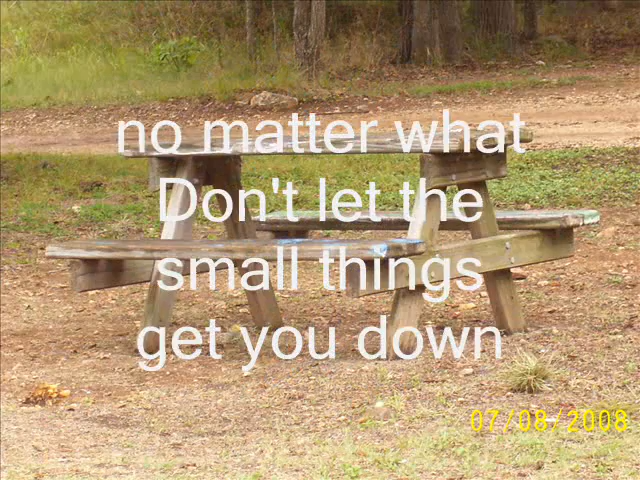 no matter what
Don't let the
small things
get you down
07/08/2008